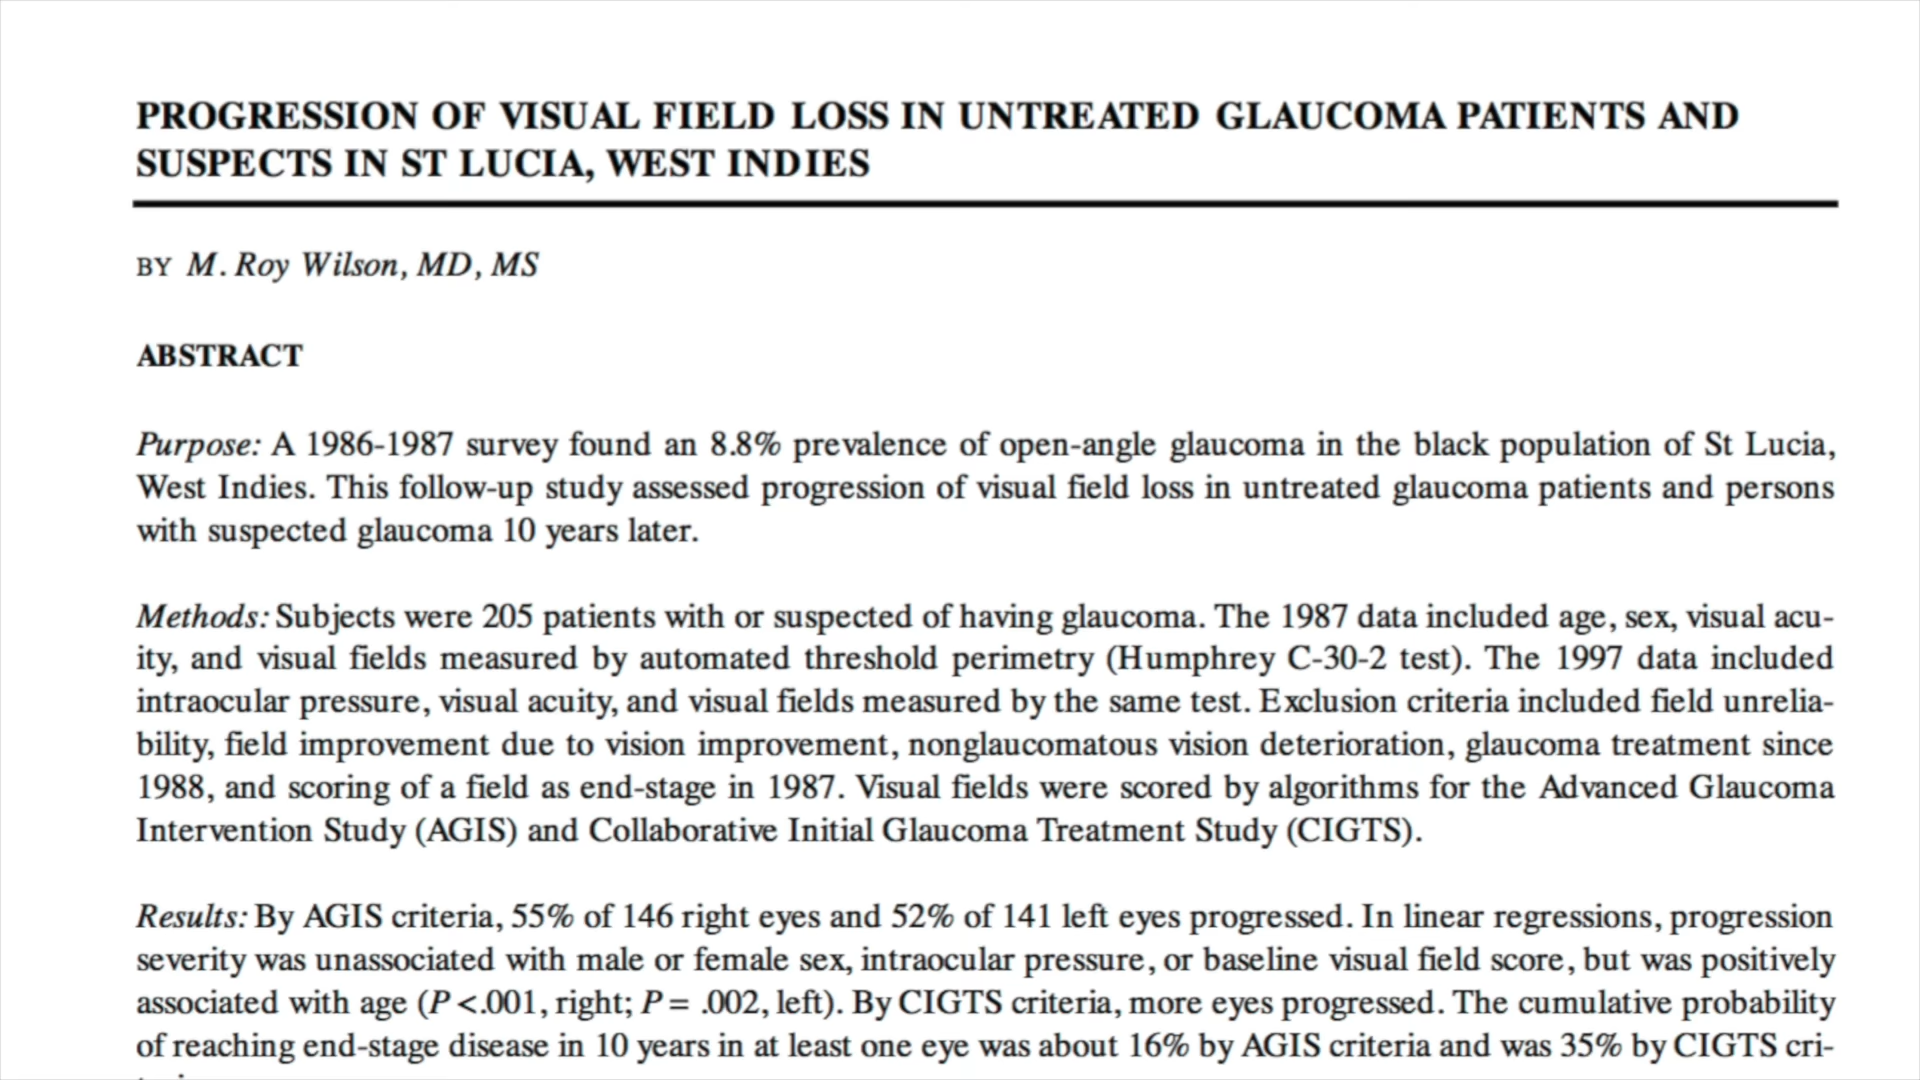 PROGRESSION OF VISUAL FIELD LOSS IN UNTREATED GLAUCOMA PATIENTS AND
SUSPECTS IN ST LUCIA, WEST INDIES
BY M. Roy Wilson, MD, MS
ABSTRACT
Purpose: A 1986-1987 survey found an 8.8% prevalence of open-angle glaucoma in the black population of St Lucia,
West Indies. This follow-up study assessed progression of visual field loss in untreated glaucoma patients and persons
with suspected glaucoma 10 years later.
Methods: Subjects were 205 patients with or suspected of having glaucoma. The 1987 data included age, sex, visual acu-
ity, and visual fields measured by automated threshold perimetry (Humphrey C-30-2 test). The 1997 data included
intraocular pressure, visual acuity, and visual fields measured by the same test. Exclusion criteria included field unrelia-
bility, field improvement due to vision improvement, nonglaucomatous vision deterioration, glaucoma treatment since
1988, and scoring of a field as end-stage in 1987. Visual fields were scored by algorithms for the Advanced Glaucoma
Intervention Study (AGIS) and Collaborative Initial Glaucoma Treatment Study (CIGTS).
Results: By AGIS criteria, 55% of 146 right eyes and 52% of 141 left eyes progressed. In linear regressions, progression
severity was unassociated with male or female sex, intraocular pressure, or baseline visual field score, but was positively
associated with age (P <.001, right; P = .002, left). By CIGTS criteria, more eyes progressed. The cumulative probability
of reaching end-stage disease in 10 years in at least one eye was about 16% by AGIS criteria and was 35% by CIGTS cri-